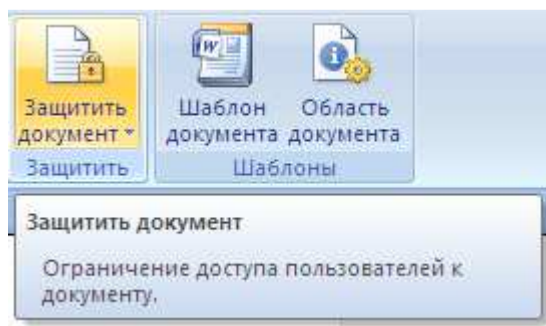 Защитить документ
Шаблон документа
Область документа
Защитить
Шаблоны
Защитить документ
Ограничение доступа пользователей к
документу.